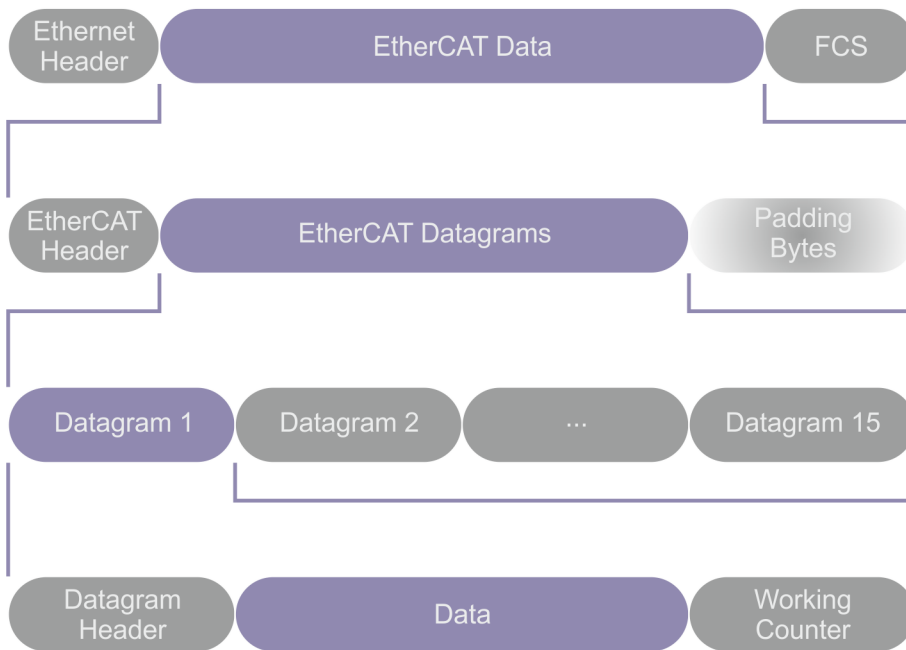 Ethernet
Header
EtherCAT Data
FCS
EtherCAT
Header
EtherCAT Datagrams
Padding
Bytes
Datagram 1
Datagram 2
...
Datagram 15
Datagram
Header
Data
Working
Counter